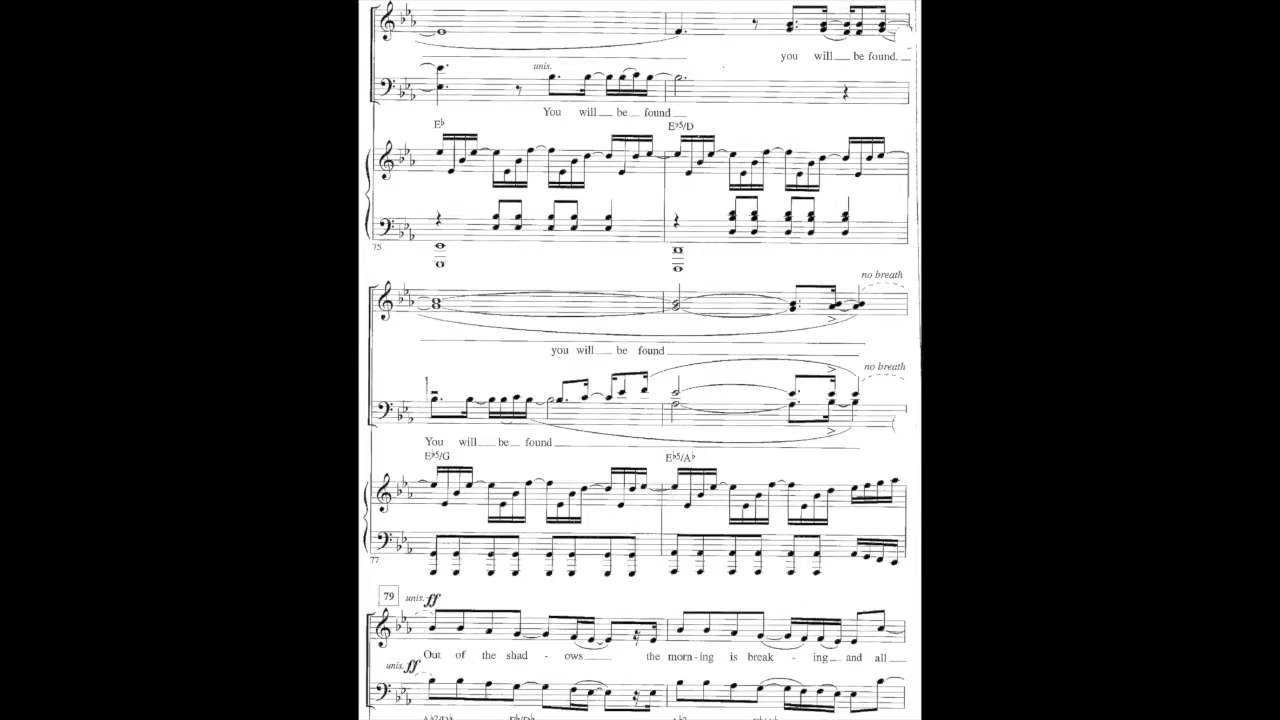 you will be found.
unis.
You will be found
E♭ E♭5/D
75
no breath
you will be found
no breath
You will be found
E♭5/G E♭5/A♭
77
79 unis. ff
Out of the shad - ows the morn - ing is break - ing and all
unis. ff